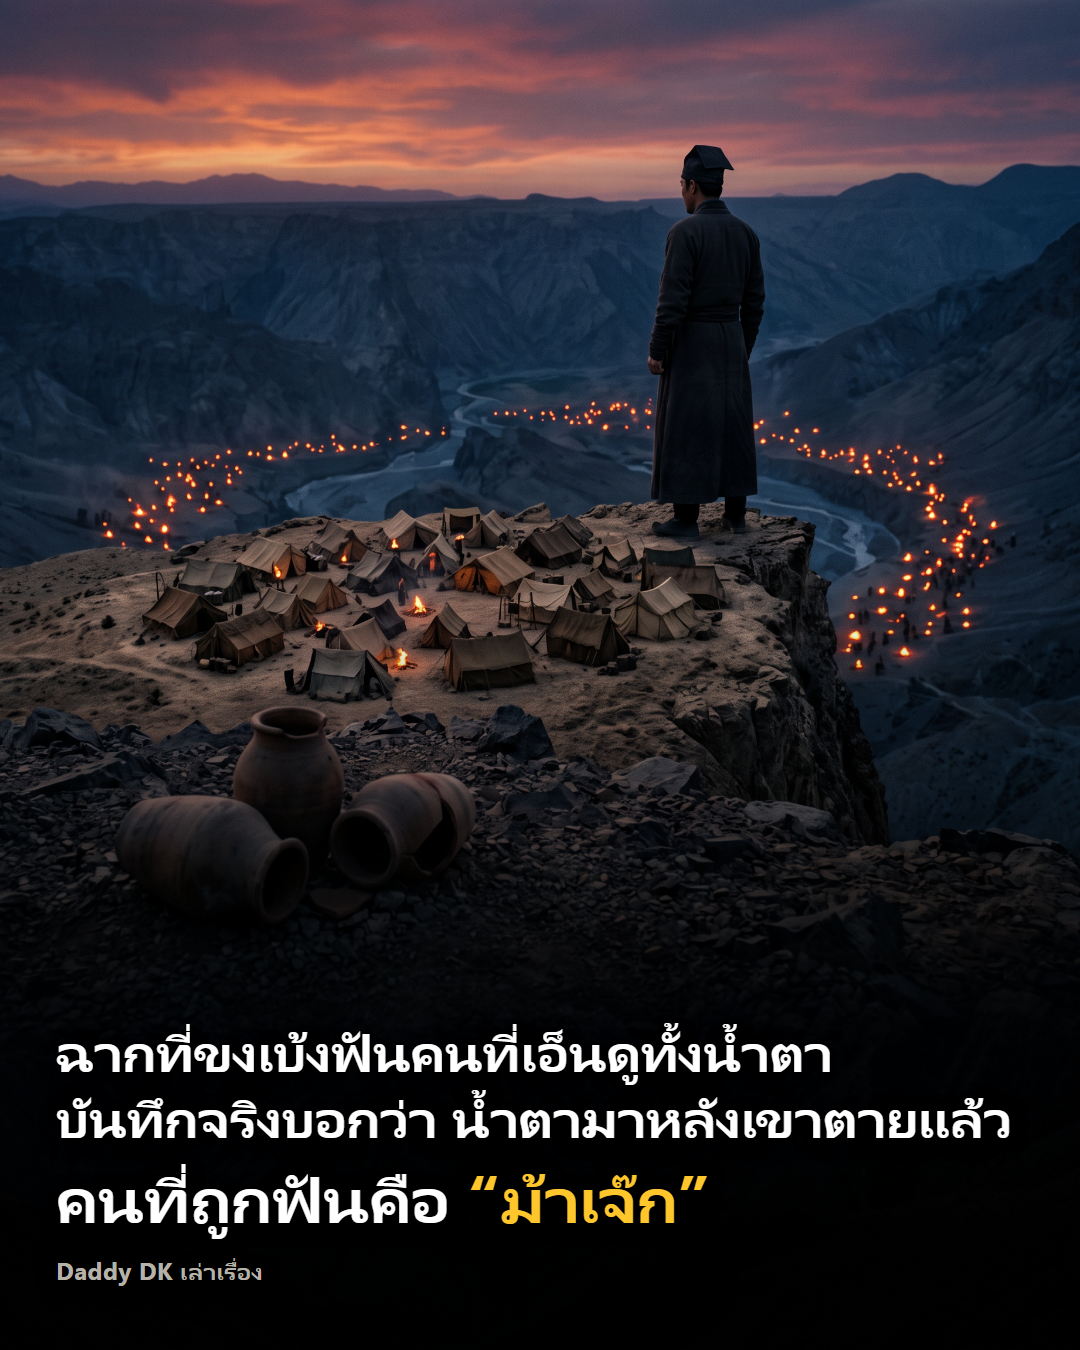 ฉากที่ขงเบ้งฟันคนที่เอ็นดูทั้งน้ำตา
บันทึกจริงบอกว่า น้ำตามาหลังเขาตายแล้ว
คนที่ถูกฟันคือ “ม้าเจ๊ก”
Daddy DK เล่าเรื่อง